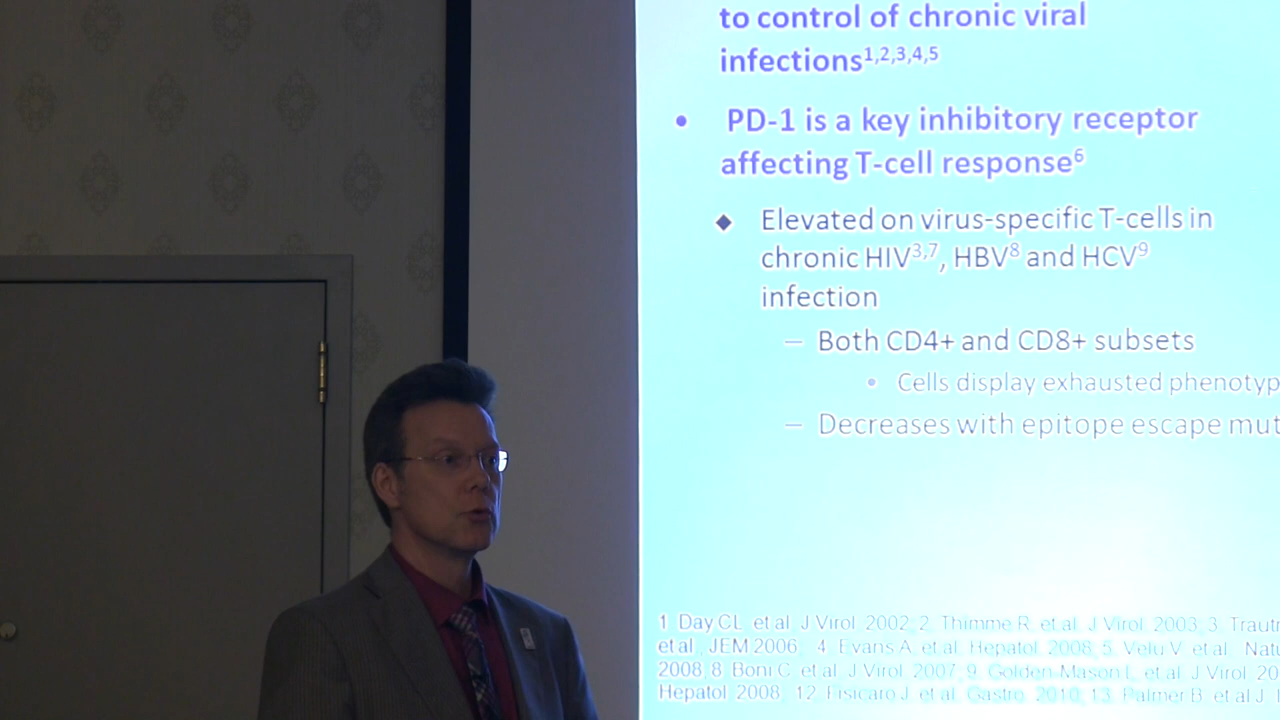 to control of chronic viral
infections1,2,3,4,5
• PD-1 is a key inhibitory receptor
affecting T-cell response6
◆ Elevated on virus-specific T-cells in
chronic HIV3,7, HBV8 and HCV9
infection
– Both CD4+ and CD8+ subsets
• Cells display exhausted phenotyp
– Decreases with epitope escape mut
1 Day CL et al J Virol 2002, 2. Thimme R. et al. J Virol. 2003, 3. Trautm
et al., JEM 2006, 4. Evans A. et al. Hepatol. 2008, 5. Velu V. et al., Natu
2008 8 Boni C et al. J Virol. 2007, 9. Golden-Mason L, et al. J Virol. 20
Hepatol 2008, 12 Fisicaro J. et al. Gastro. 2010, 13. Palmer B. et al J.